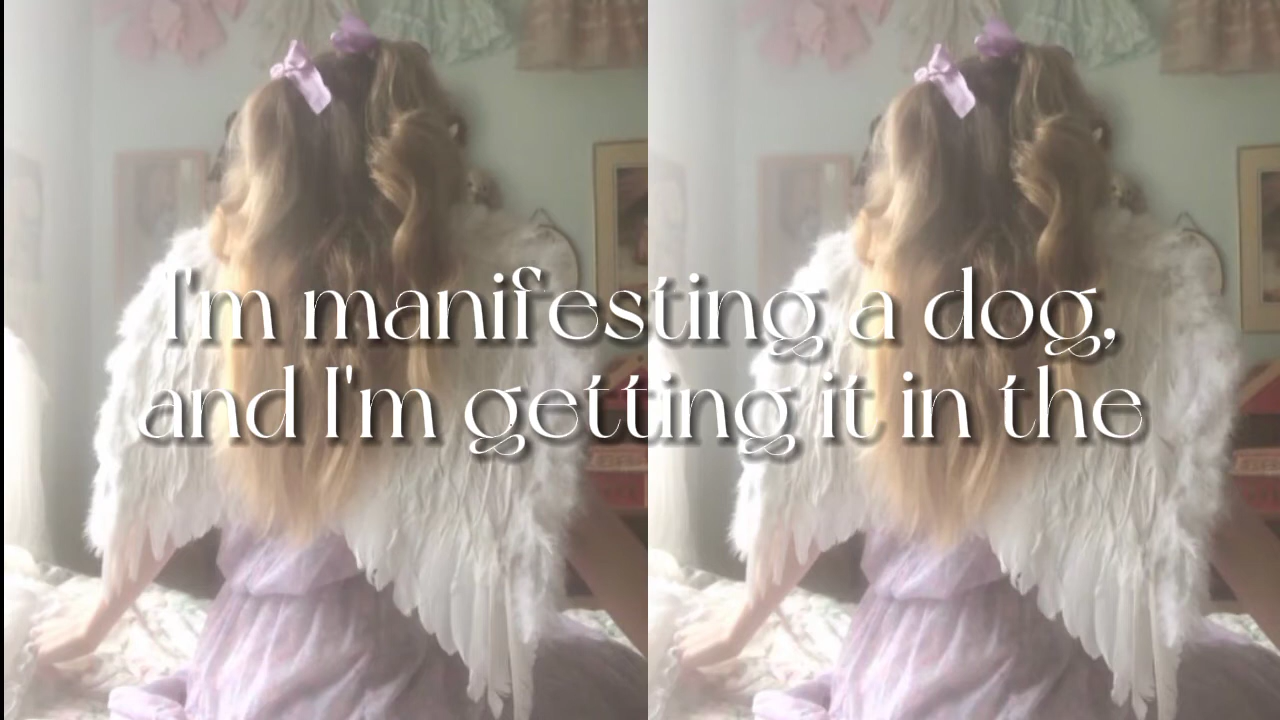 I'm manifesting a dog,
and I'm getting it in the